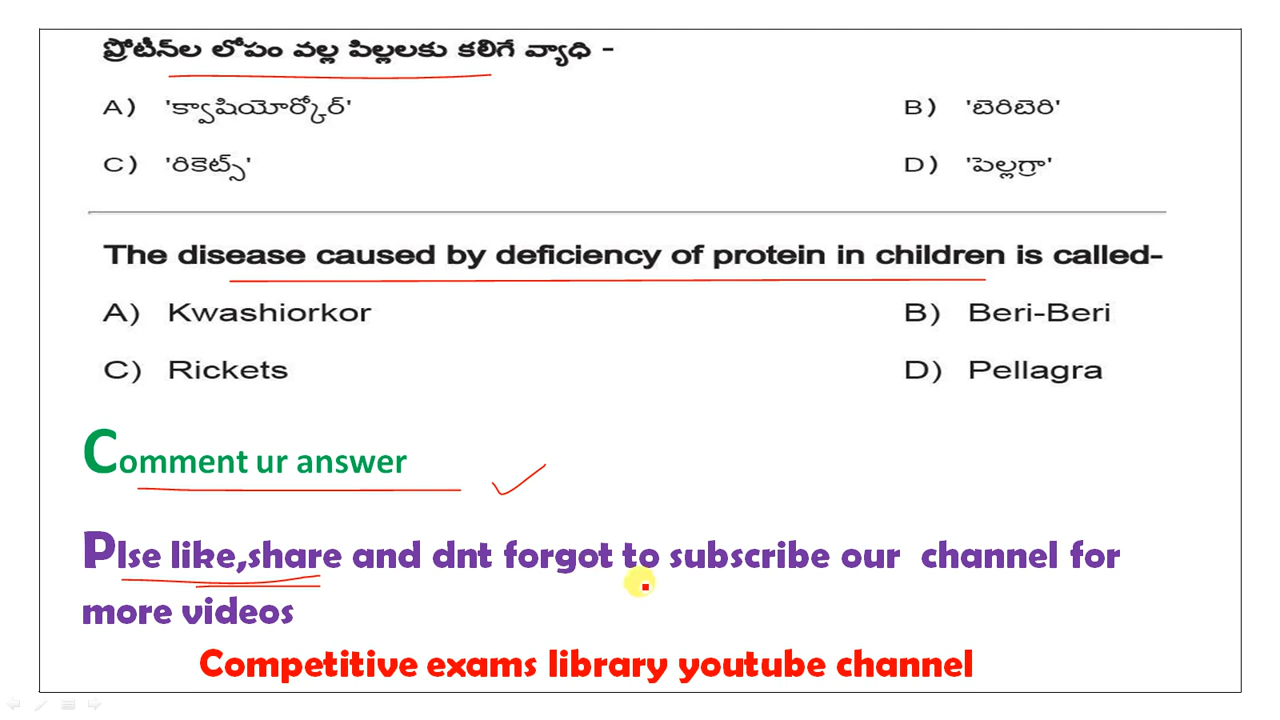 ప్రోటీన్‌ల లోపం వల్ల పిల్లలకు కలిగే వ్యాధి -
A) 'క్వాషియోర్కోర్' B) 'బెరిబెరి'
C) 'రికెట్స్' D) 'పెల్లగ్రా'
The disease caused by deficiency of protein in children is called-
A) Kwashiorkor B) Beri-Beri
C) Rickets D) Pellagra
Comment ur answer
Plse like,share and dnt forgot to subscribe our channel for
more videos
Competitive exams library youtube channel